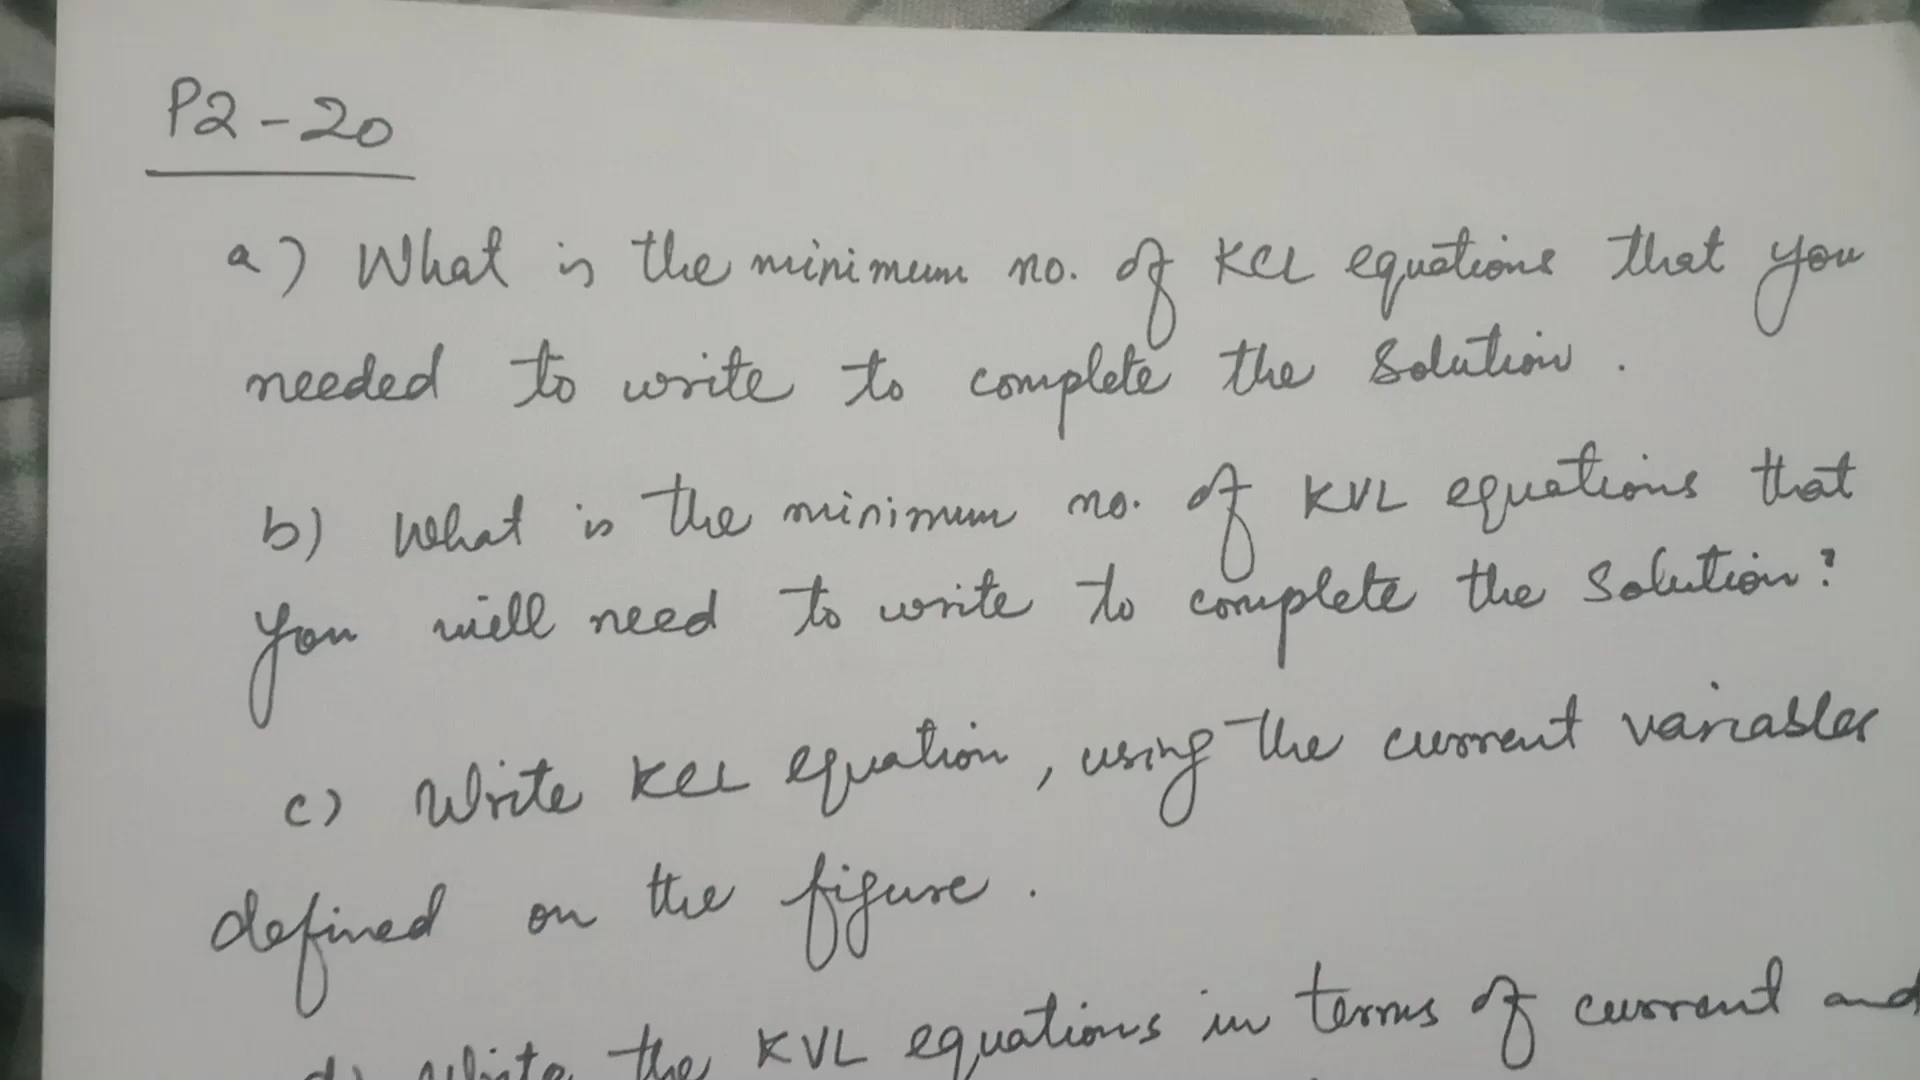 P2-20
a) What is the minimum no. of KCL equations that you
needed to write to complete the Solution.
b) What is the minimum no. of KVL equations that
you will need to write to complete the Solution?
c) Write KCL equation, using the current variables
defined on the figure.
d) Write the KVL equations in terms of current and